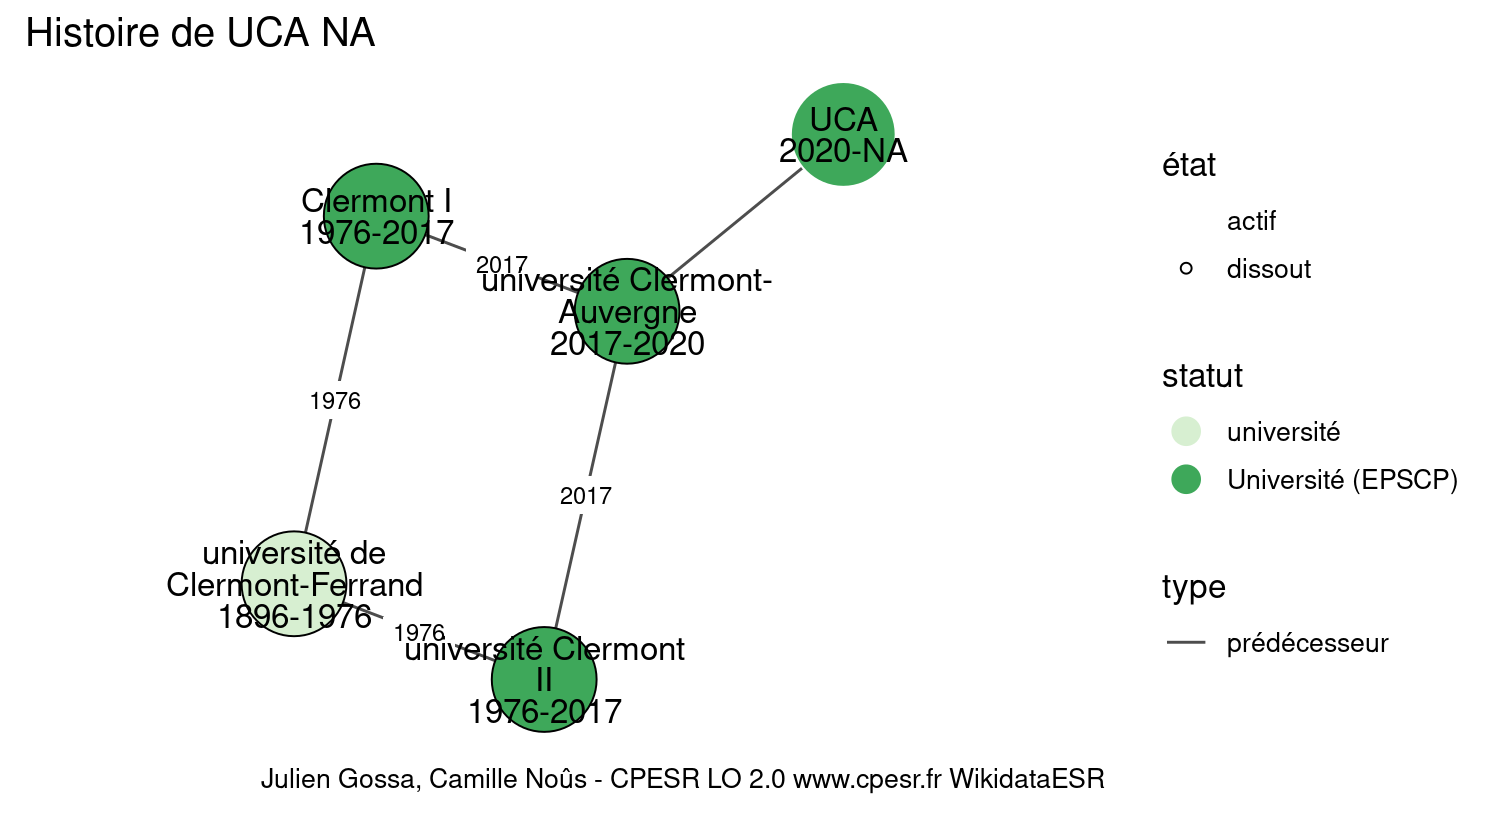 Histoire de UCA NA
UCA
2020-NA
Clermont I
1976-2017
2017
université Clermont-
Auvergne
2017-2020
1976
2017
université de
Clermont-Ferrand
1896-1976
1976
université Clermont
II
1976-2017
état
actif
dissout
statut
université
Université (EPSCP)
type
prédécesseur
Julien Gossa, Camille Noûs - CPESR LO 2.0 www.cpesr.fr WikidataESR